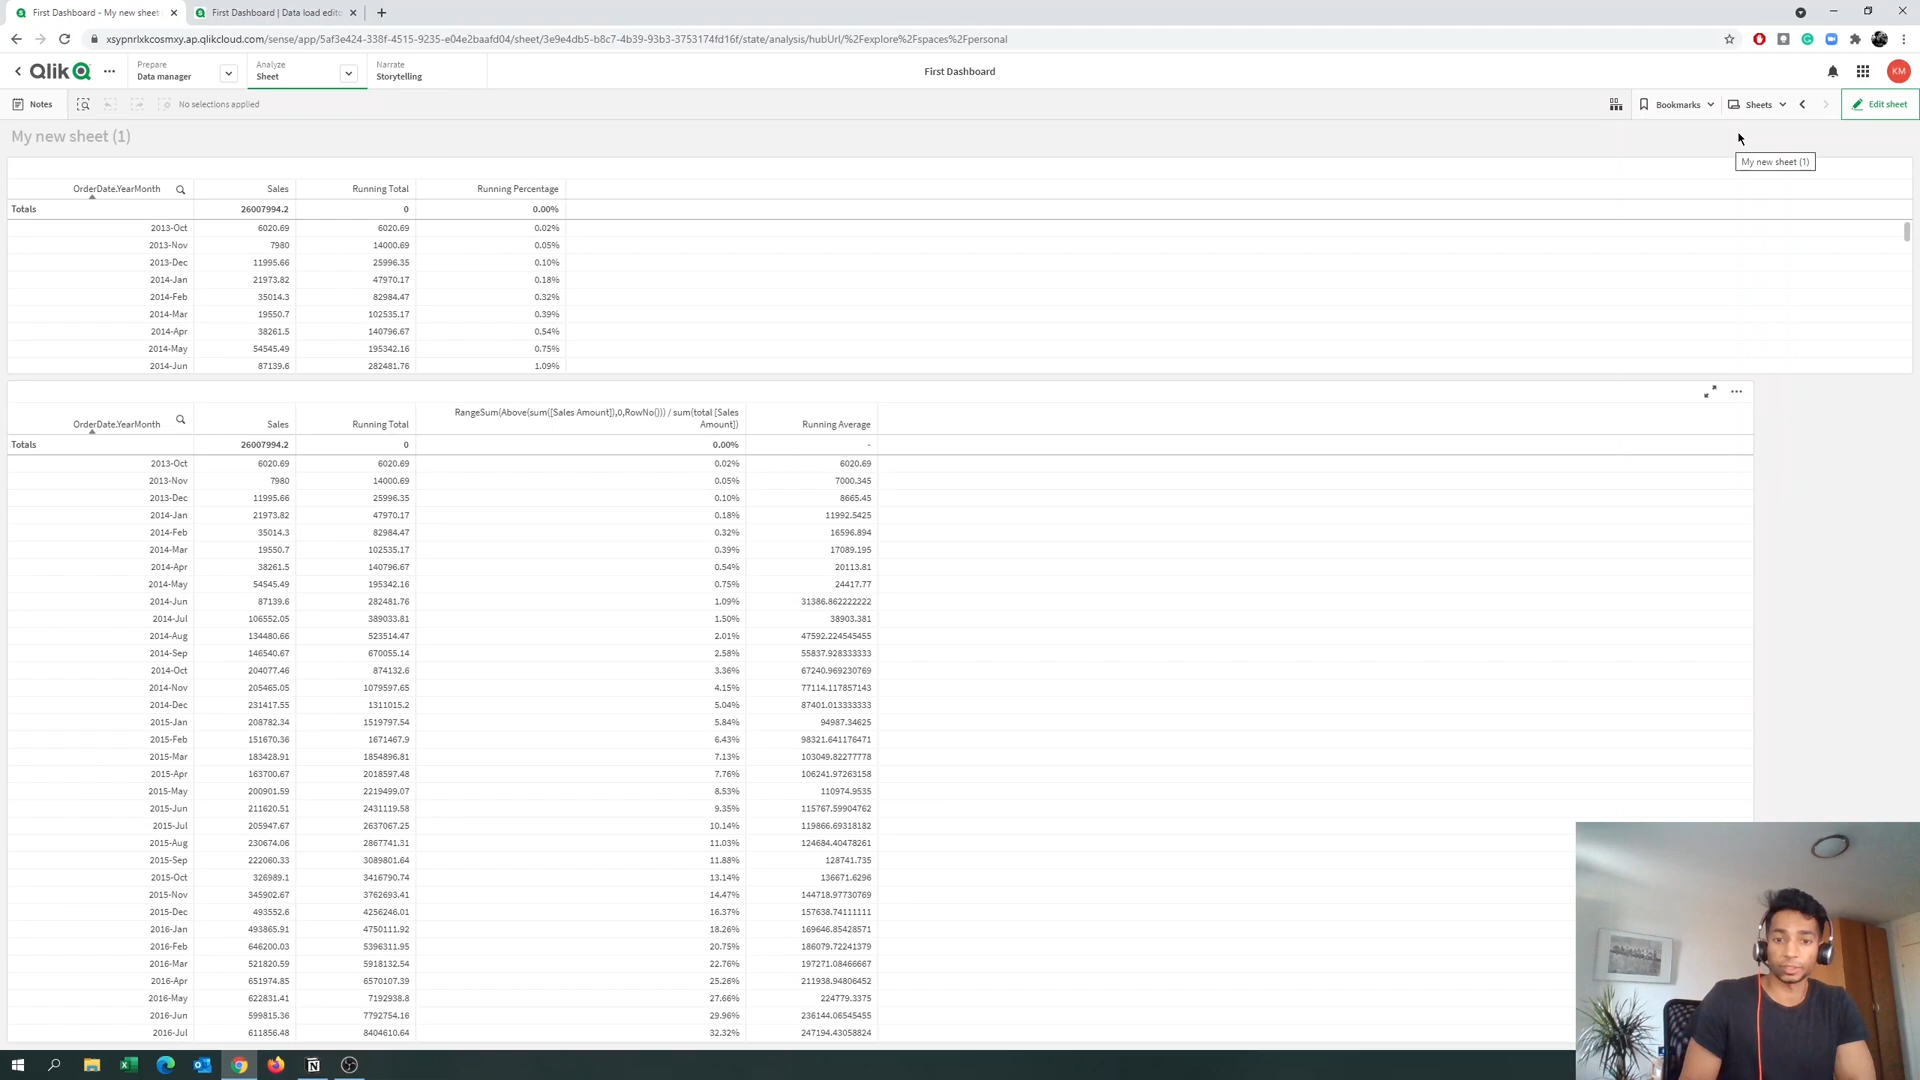 First Dashboard - My new sheet
First Dashboard | Data load edito
xsypnrlxkcosmxy.ap.qlikcloud.com/sense/app/5af3e424-338f-4515-9235-e04e2baafd04/sheet/3e9e4db5-b8c7-4b39-93b3-3753174fd16f/state/analysis/hubUrl/%2Fexplore%2Fspaces%2Fpersonal
Qlik
Prepare
Data manager
Analyze
Sheet
Narrate
Storytelling
First Dashboard
KM
Notes
No selections applied
Bookmarks
Sheets
Edit sheet
My new sheet (1)
My new sheet (1)
OrderDate.YearMonth Sales Running Total Running Percentage
Totals 26007994.2 0 0.00%
2013-Oct 6020.69 6020.69 0.02%
2013-Nov 7980 14000.69 0.05%
2013-Dec 11995.66 25996.35 0.10%
2014-Jan 21973.82 47970.17 0.18%
2014-Feb 35014.3 82984.47 0.32%
2014-Mar 19550.7 102535.17 0.39%
2014-Apr 38261.5 140796.67 0.54%
2014-May 54545.49 195342.16 0.75%
2014-Jun 87139.6 282481.76 1.09%
RangeSum(Above(sum([Sales Amount]),0,RowNo())) / sum(total [Sales
OrderDate.YearMonth Sales Running Total Amount]) Running Average
Totals 26007994.2 0 0.00% -
2013-Oct 6020.69 6020.69 0.02% 6020.69
2013-Nov 7980 14000.69 0.05% 7000.345
2013-Dec 11995.66 25996.35 0.10% 8665.45
2014-Jan 21973.82 47970.17 0.18% 11992.5425
2014-Feb 35014.3 82984.47 0.32% 16596.894
2014-Mar 19550.7 102535.17 0.39% 17089.195
2014-Apr 38261.5 140796.67 0.54% 20113.81
2014-May 54545.49 195342.16 0.75% 24417.77
2014-Jun 87139.6 282481.76 1.09% 31386.862222222
2014-Jul 106552.05 389033.81 1.50% 38903.381
2014-Aug 134480.66 523514.47 2.01% 47592.224545455
2014-Sep 146540.67 670055.14 2.58% 55837.928333333
2014-Oct 204077.46 874132.6 3.36% 67240.969230769
2014-Nov 205465.05 1079597.65 4.15% 77114.117857143
2014-Dec 231417.55 1311015.2 5.04% 87401.013333333
2015-Jan 208782.34 1519797.54 5.84% 94987.34625
2015-Feb 151670.36 1671467.9 6.43% 98321.641176471
2015-Mar 183428.91 1854896.81 7.13% 103049.82277778
2015-Apr 163700.67 2018597.48 7.76% 106241.97263158
2015-May 200901.59 2219499.07 8.53% 110974.9535
2015-Jun 211620.51 2431119.58 9.35% 115767.59904762
2015-Jul 205947.67 2637067.25 10.14% 119866.69318182
2015-Aug 230674.06 2867741.31 11.03% 124684.40478261
2015-Sep 222060.33 3089801.64 11.88% 128741.735
2015-Oct 326989.1 3416790.74 13.14% 136671.6296
2015-Nov 345902.67 3762693.41 14.47% 144718.97730769
2015-Dec 493552.6 4256246.01 16.37% 157638.74111111
2016-Jan 493865.91 4750111.92 18.26% 169646.85428571
2016-Feb 646200.03 5396311.95 20.75% 186079.72241379
2016-Mar 521820.59 5918132.54 22.76% 197271.08466667
2016-Apr 651974.85 6570107.39 25.26% 211938.94806452
2016-May 622831.41 7192938.8 27.66% 224779.3375
2016-Jun 599815.36 7792754.16 29.96% 236144.06545455
2016-Jul 611856.48 8404610.64 32.32% 247194.43058824